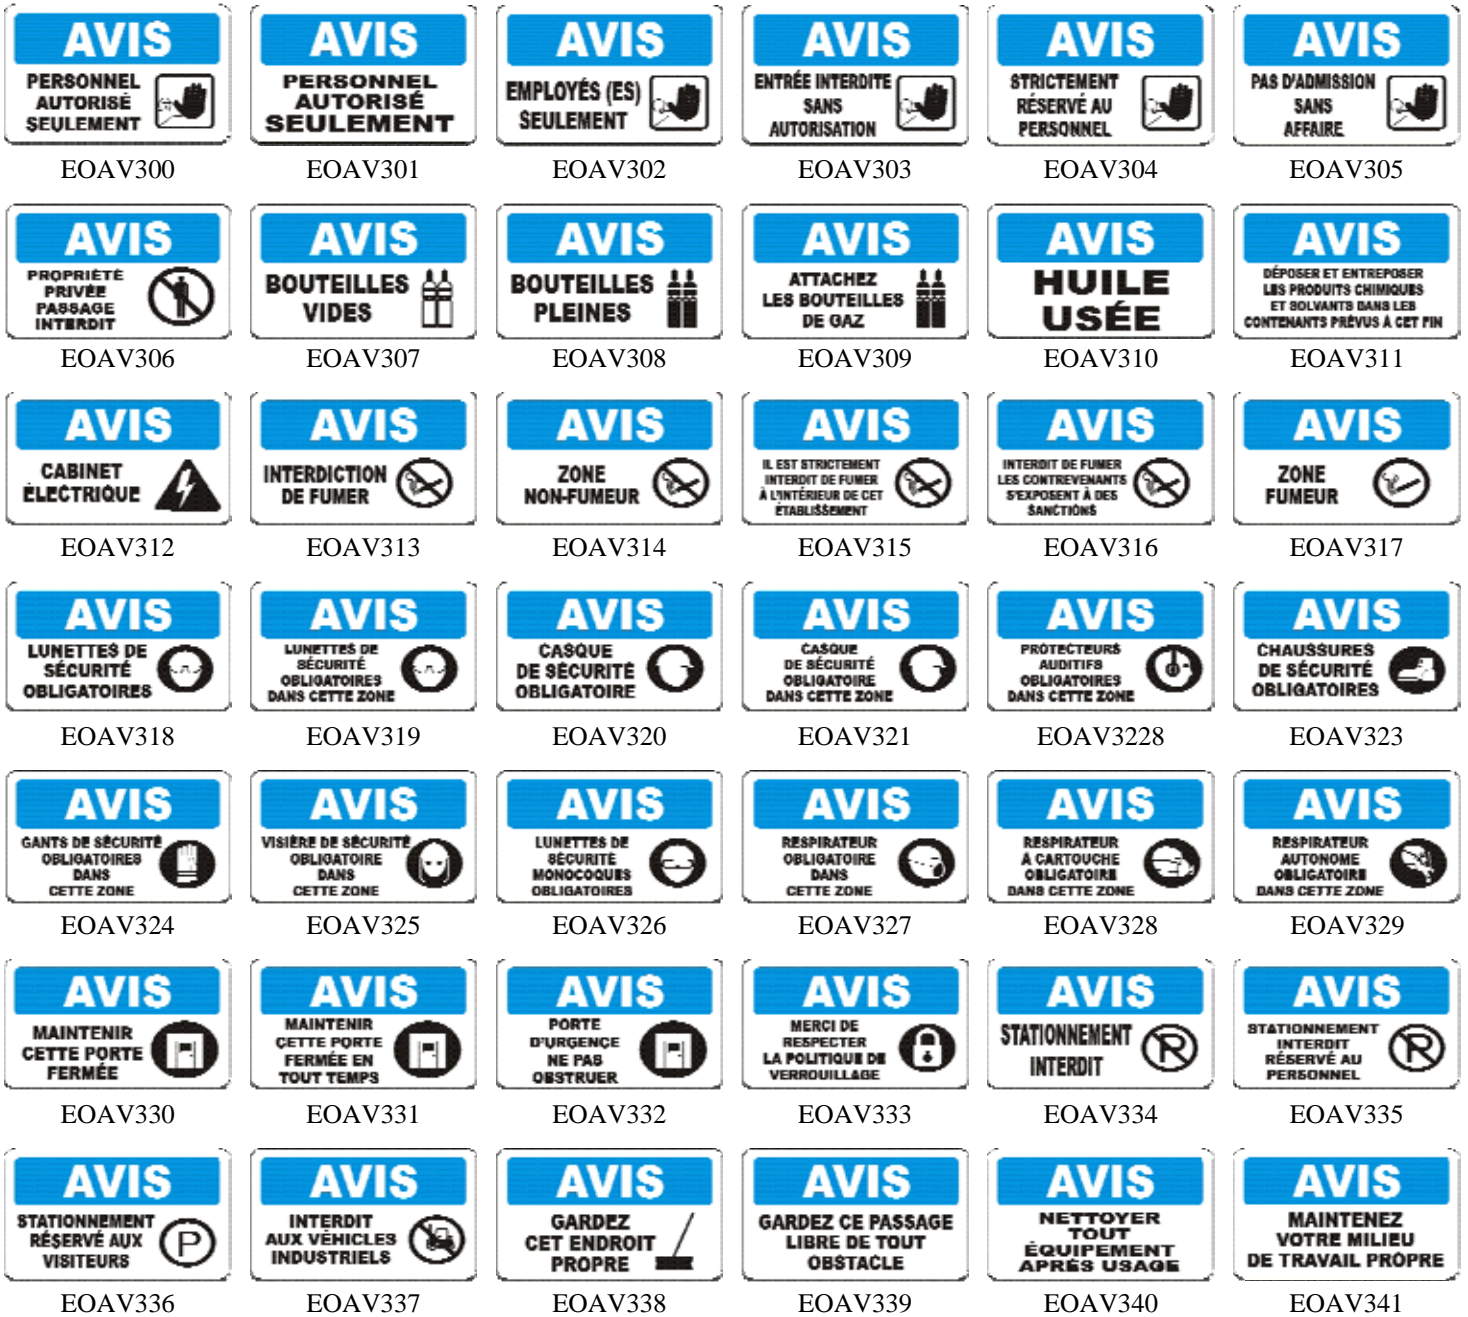 AVIS
PERSONNEL
AUTORISÉ
SEULEMENT
EOAV300
AVIS
PERSONNEL
AUTORISÉ
SEULEMENT
EOAV301
AVIS
EMPLOYÉS (ES)
SEULEMENT
EOAV302
AVIS
ENTRÉE INTERDITE
SANS
AUTORISATION
EOAV303
AVIS
STRICTEMENT
RÉSERVÉ AU
PERSONNEL
EOAV304
AVIS
PAS D'ADMISSION
SANS
AFFAIRE
EOAV305
AVIS
PROPRIÉTÉ
PRIVÉE
PASSAGE
INTERDIT
EOAV306
AVIS
BOUTEILLES
VIDES
EOAV307
AVIS
BOUTEILLES
PLEINES
EOAV308
AVIS
ATTACHEZ
LES BOUTEILLES
DE GAZ
EOAV309
AVIS
HUILE
USÉE
EOAV310
AVIS
DÉPOSER ET ENTREPOSER
LES PRODUITS CHIMIQUES
ET SOLVANTS DANS LES
CONTENANTS PRÉVUS À CET FIN
EOAV311
AVIS
CABINET
ÉLECTRIQUE
EOAV312
AVIS
INTERDICTION
DE FUMER
EOAV313
AVIS
ZONE
NON-FUMEUR
EOAV314
AVIS
IL EST STRICTEMENT
INTERDIT DE FUMER
À L'INTÉRIEUR DE CET
ÉTABLISSEMENT
EOAV315
AVIS
INTERDIT DE FUMER
LES CONTREVENANTS
S'EXPOSENT À DES
SANCTIONS
EOAV316
AVIS
ZONE
FUMEUR
EOAV317
AVIS
LUNETTES DE
SÉCURITÉ
OBLIGATOIRES
EOAV318
AVIS
LUNETTES DE
SÉCURITÉ
OBLIGATOIRES
DANS CETTE ZONE
EOAV319
AVIS
CASQUE
DE SÉCURITÉ
OBLIGATOIRE
EOAV320
AVIS
CASQUE
DE SÉCURITÉ
OBLIGATOIRE
DANS CETTE ZONE
EOAV321
AVIS
PROTECTEURS
AUDITIFS
OBLIGATOIRES
DANS CETTE ZONE
EOAV3228
AVIS
CHAUSSURES
DE SÉCURITÉ
OBLIGATOIRES
EOAV323
AVIS
GANTS DE SÉCURITÉ
OBLIGATOIRES
DANS
CETTE ZONE
EOAV324
AVIS
VISIÈRE DE SÉCURITÉ
OBLIGATOIRE
DANS
CETTE ZONE
EOAV325
AVIS
LUNETTES DE
SÉCURITÉ
MONOCOQUES
OBLIGATOIRES
EOAV326
AVIS
RESPIRATEUR
OBLIGATOIRE
DANS
CETTE ZONE
EOAV327
AVIS
RESPIRATEUR
À CARTOUCHE
OBLIGATOIRE
DANS CETTE ZONE
EOAV328
AVIS
RESPIRATEUR
AUTONOME
OBLIGATOIRE
DANS CETTE ZONE
EOAV329
AVIS
MAINTENIR
CETTE PORTE
FERMÉE
EOAV330
AVIS
MAINTENIR
CETTE PORTE
FERMÉE EN
TOUT TEMPS
EOAV331
AVIS
PORTE
D'URGENCE
NE PAS
OBSTRUER
EOAV332
AVIS
MERCI DE
RESPECTER
LA POLITIQUE DE
VERROUILLAGE
EOAV333
AVIS
STATIONNEMENT
INTERDIT
P
EOAV334
AVIS
STATIONNEMENT
INTERDIT
RÉSERVÉ AU
PERSONNEL
P
EOAV335
AVIS
STATIONNEMENT
RÉSERVÉ AUX
VISITEURS
P
EOAV336
AVIS
INTERDIT
AUX VÉHICLES
INDUSTRIELS
EOAV337
AVIS
GARDEZ
CET ENDROIT
PROPRE
EOAV338
AVIS
GARDEZ CE PASSAGE
LIBRE DE TOUT
OBSTACLE
EOAV339
AVIS
NETTOYER
TOUT
ÉQUIPEMENT
APRÈS USAGE
EOAV340
AVIS
MAINTENEZ
VOTRE MILIEU
DE TRAVAIL PROPRE
EOAV341